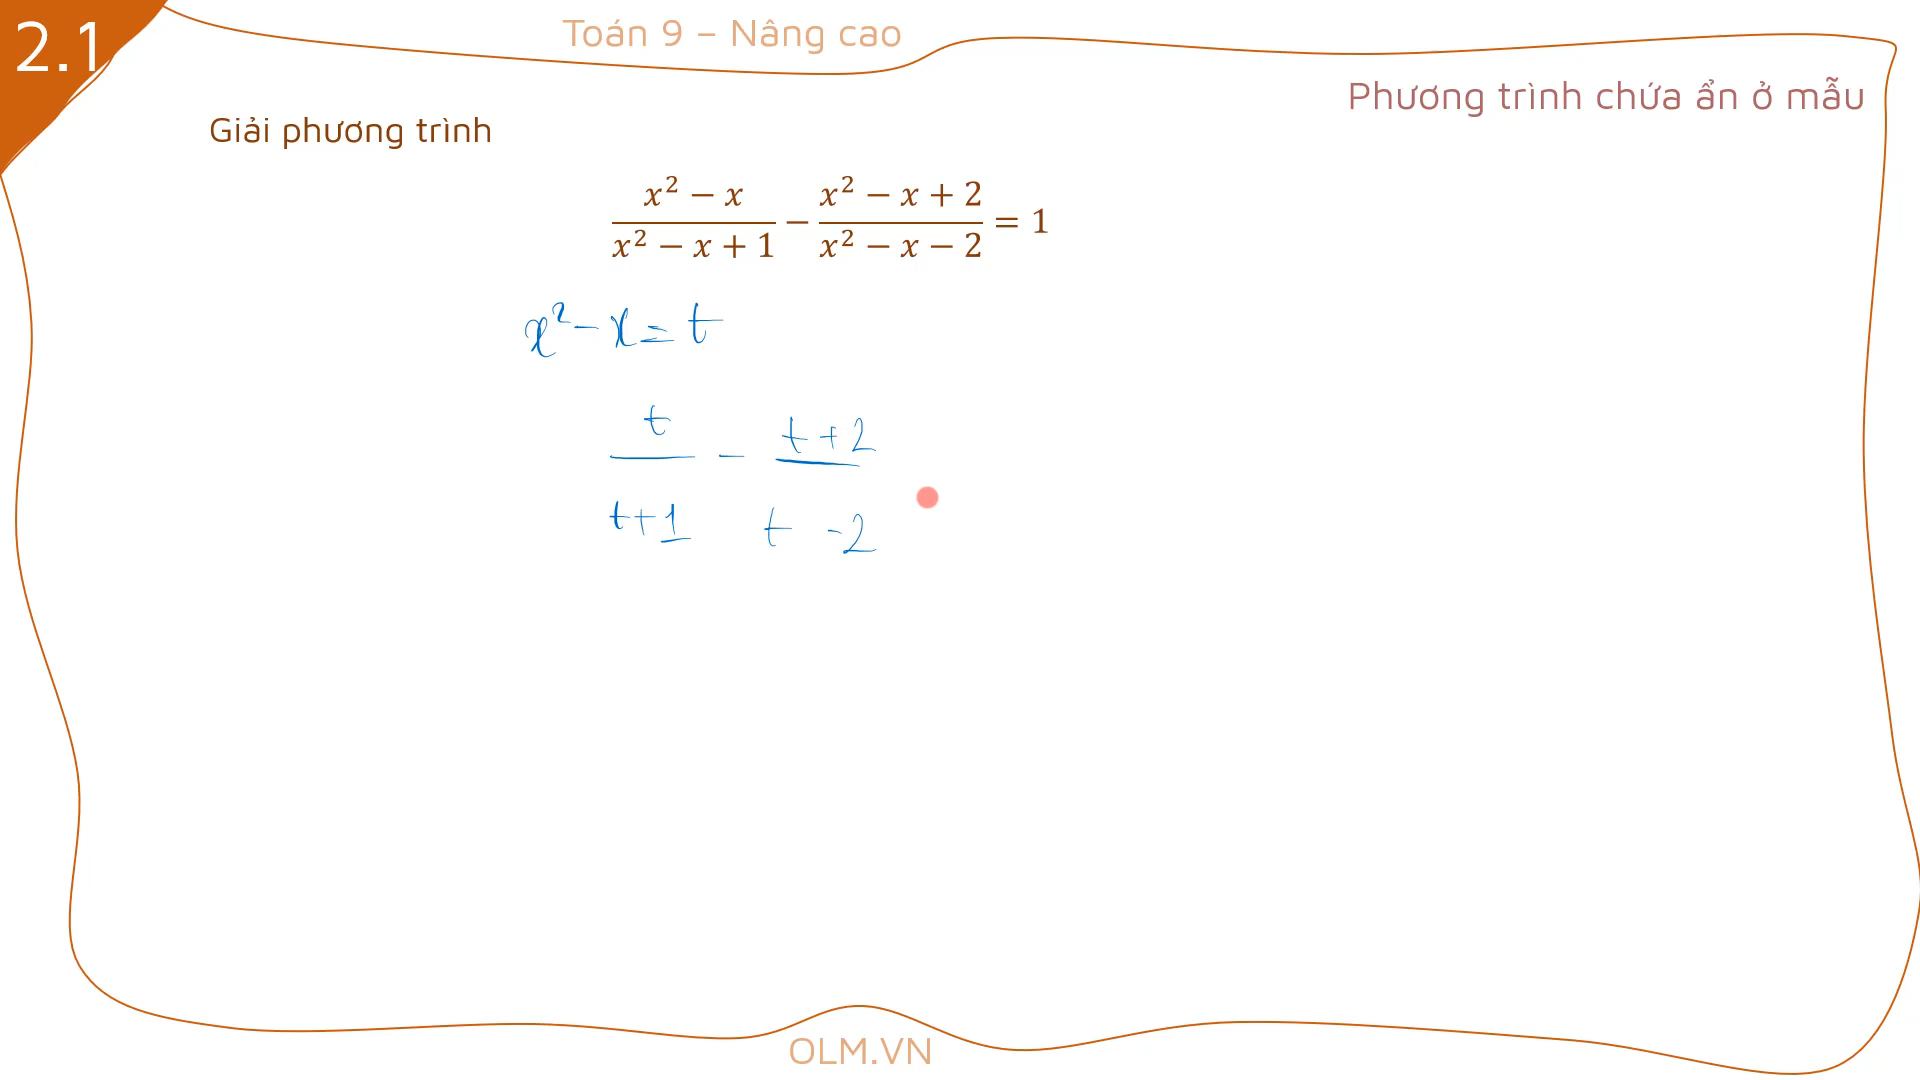 2.1
Toán 9 – Nâng cao
Phương trình chứa ẩn ở mẫu
Giải phương trình
x² − x / x² − x + 1 − x² − x + 2 / x² − x − 2 = 1
x² − x = t
t / t+1 − t+2 / t −2
OLM.VN